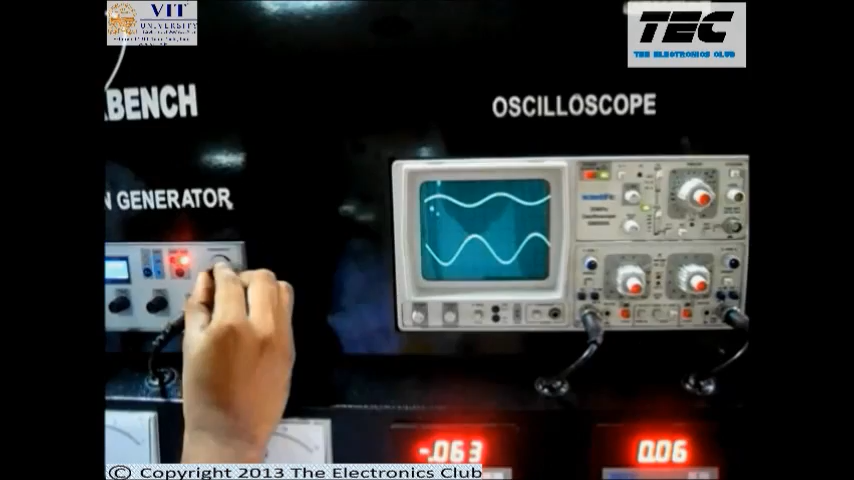 VIT
UNIVERSITY
TEC
THE ELECTRONICS CLUB
BENCH
OSCILLOSCOPE
N GENERATOR
-.063
0.06
© Copyright 2013 The Electronics Club